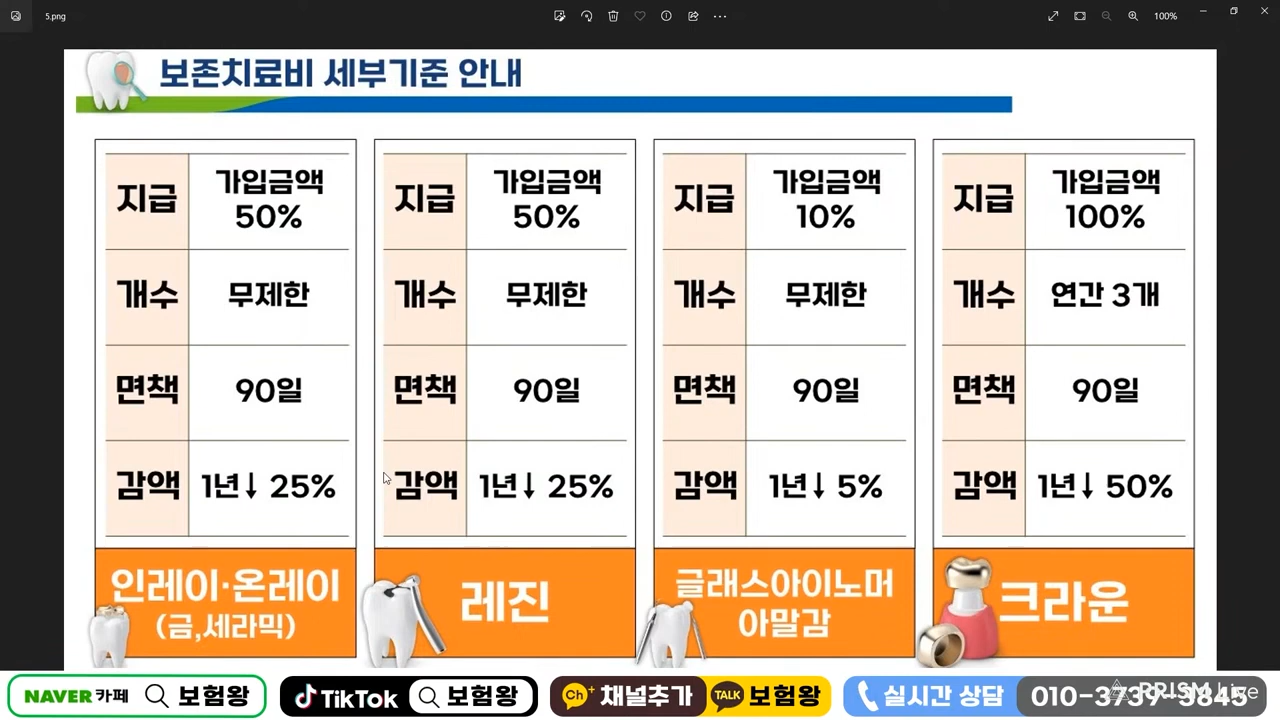 5.png
100%
보존치료비 세부기준 안내
지급 가입금액 50%
개수 무제한
면책 90일
감액 1년↓ 25%
인레이·온레이
(금,세라믹)
지급 가입금액 50%
개수 무제한
면책 90일
감액 1년↓ 25%
레진
지급 가입금액 10%
개수 무제한
면책 90일
감액 1년↓ 5%
글래스아이노머
아말감
지급 가입금액 100%
개수 연간 3개
면책 90일
감액 1년↓ 50%
크라운
NAVER 카페 보험왕
TikTok 보험왕
Ch+ 채널추가 TALK 보험왕
실시간 상담 010-3739-3845
PRISM Live